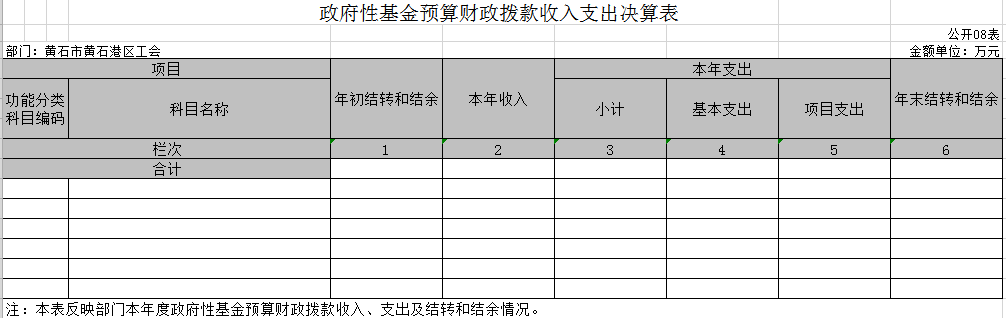 政府性基金预算财政拨款收入支出决算表
公开08表
部门：黄石市黄石港区工会 金额单位：万元
项目 年初结转和结余 本年收入 本年支出 年末结转和结余
功能分类科目编码 科目名称 小计 基本支出 项目支出
栏次 1 2 3 4 5 6
合计
注：本表反映部门本年度政府性基金预算财政拨款收入、支出及结转和结余情况。